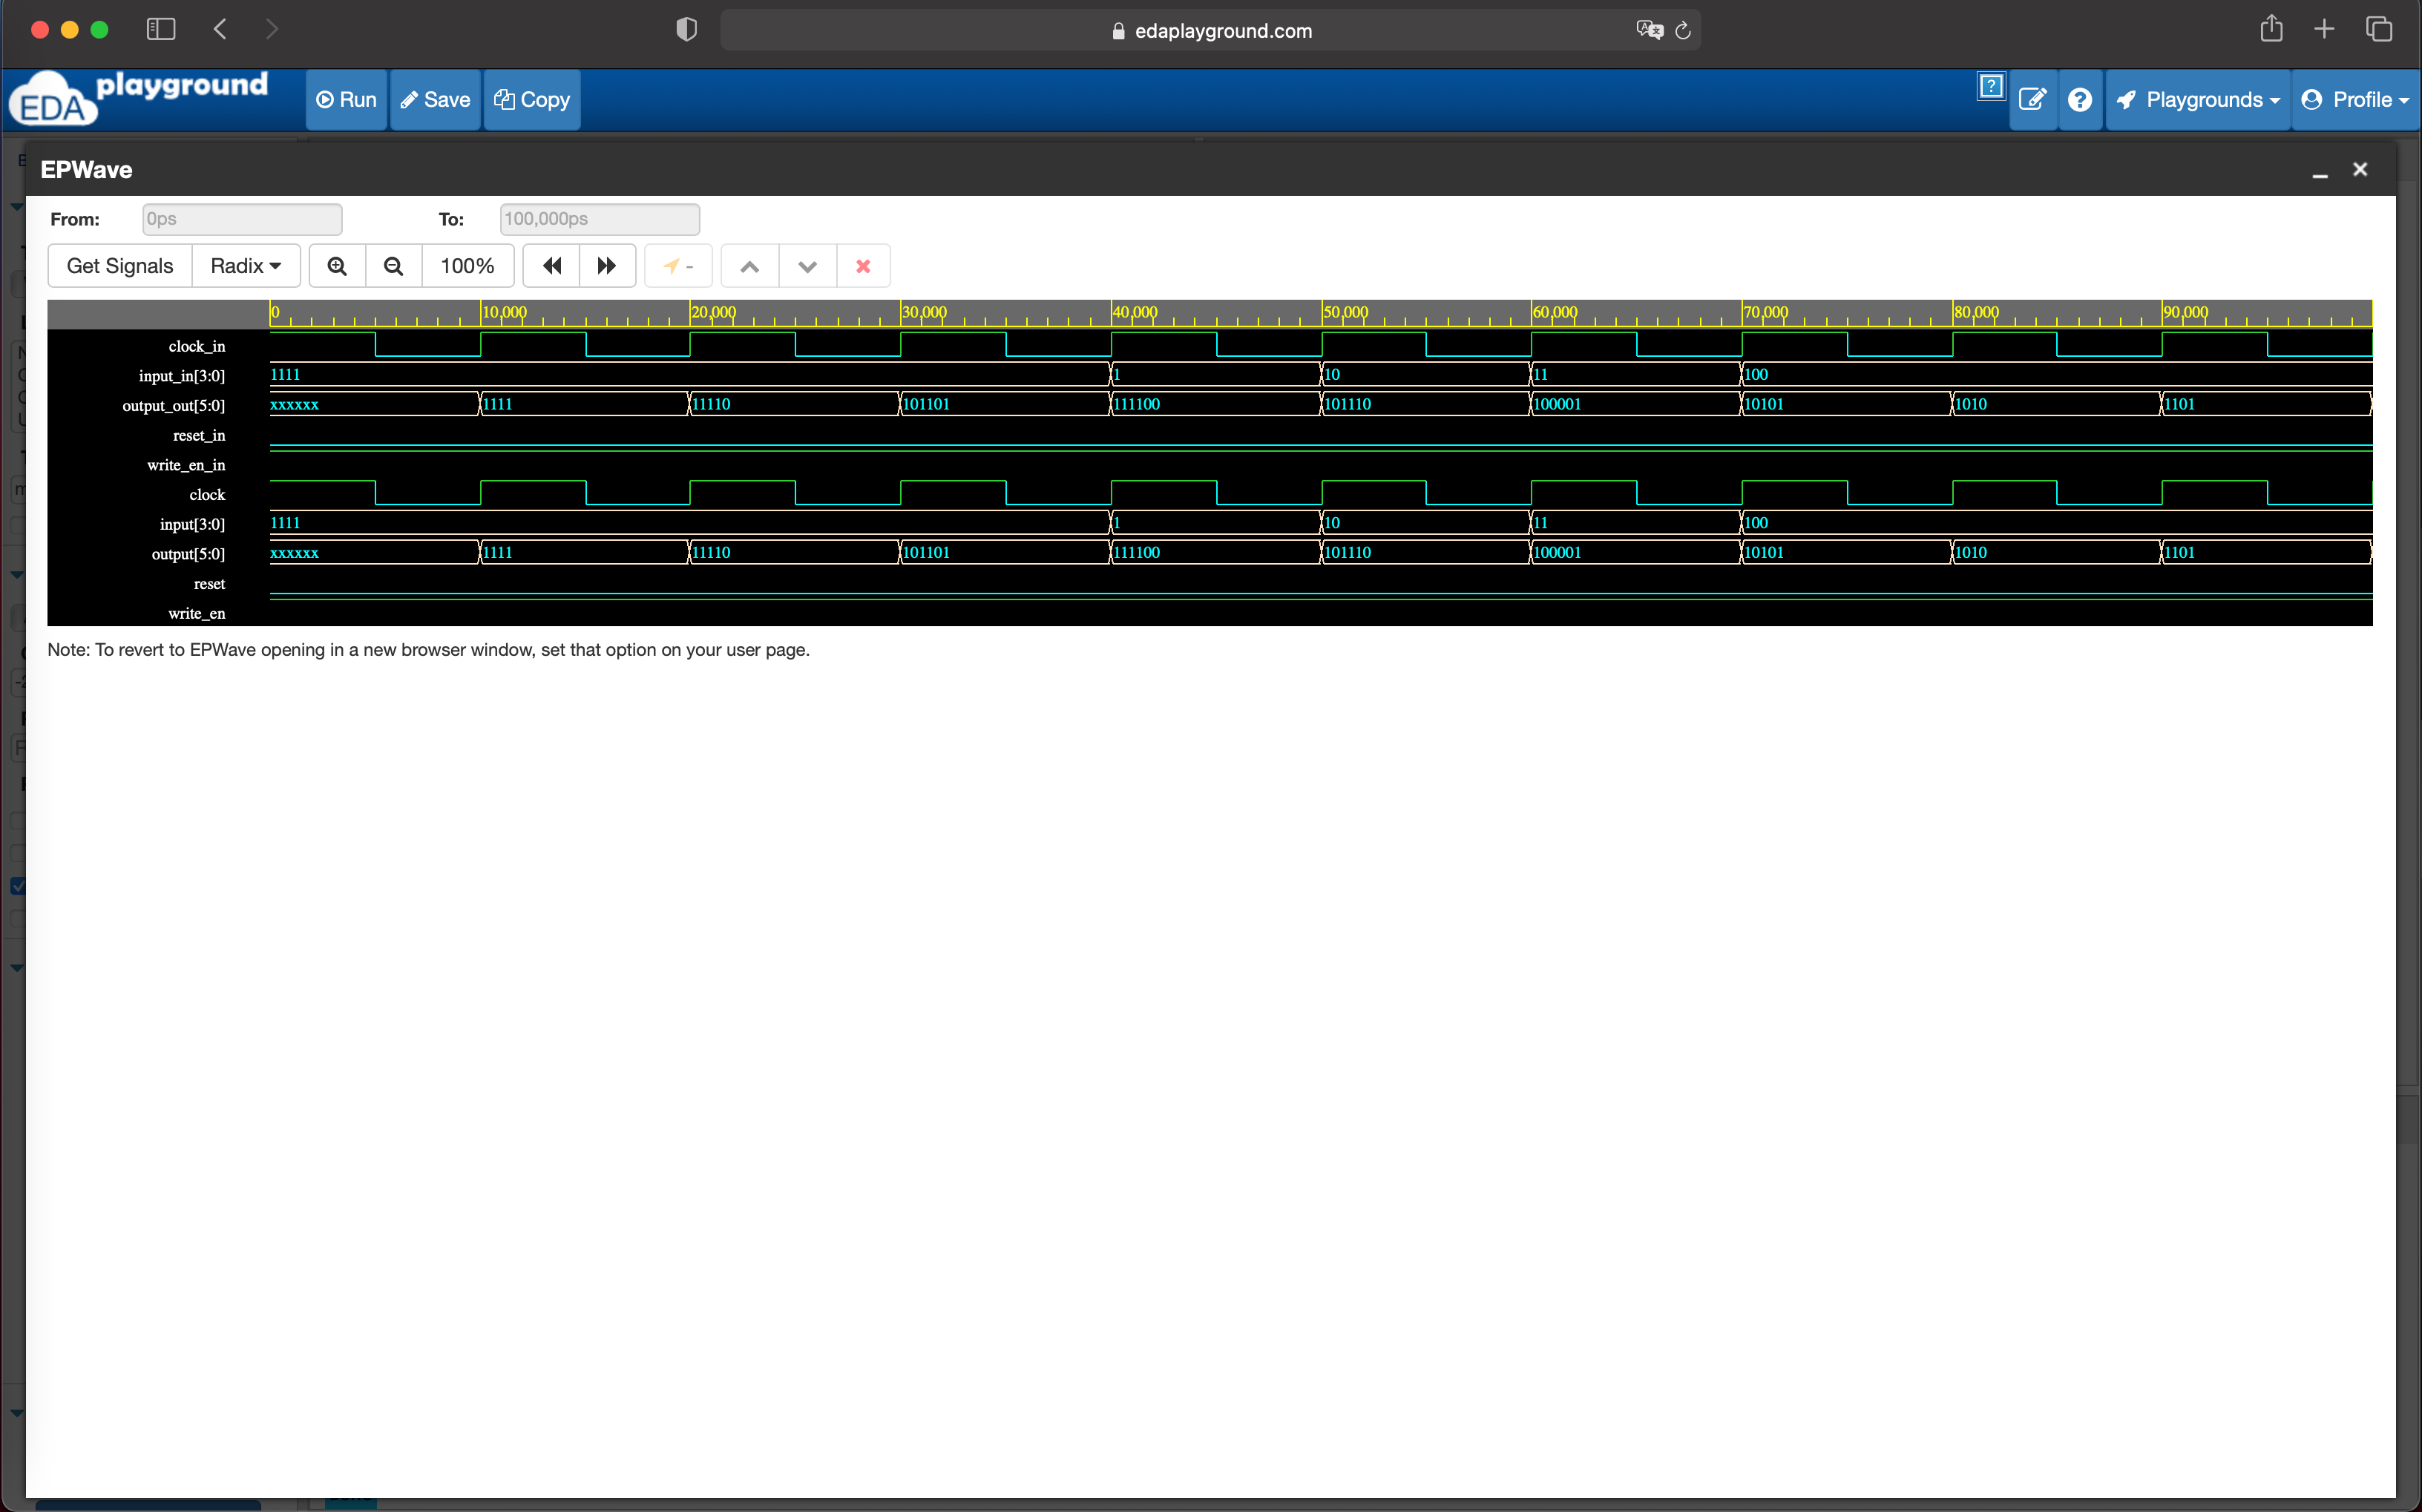 edaplayground.com
EDA playground Run Save Copy ? Playgrounds Profile
EPWave
From: 0ps To: 100,000ps
Get Signals Radix 100% -
0 10,000 20,000 30,000 40,000 50,000 60,000 70,000 80,000 90,000
clock_in
input_in[3:0] 1111 1 10 11 100
output_out[5:0] xxxxxx 1111 11110 101101 111100 101110 100001 10101 1010 1101
reset_in
write_en_in
clock
input[3:0] 1111 1 10 11 100
output[5:0] xxxxxx 1111 11110 101101 111100 101110 100001 10101 1010 1101
reset
write_en
Note: To revert to EPWave opening in a new browser window, set that option on your user page.